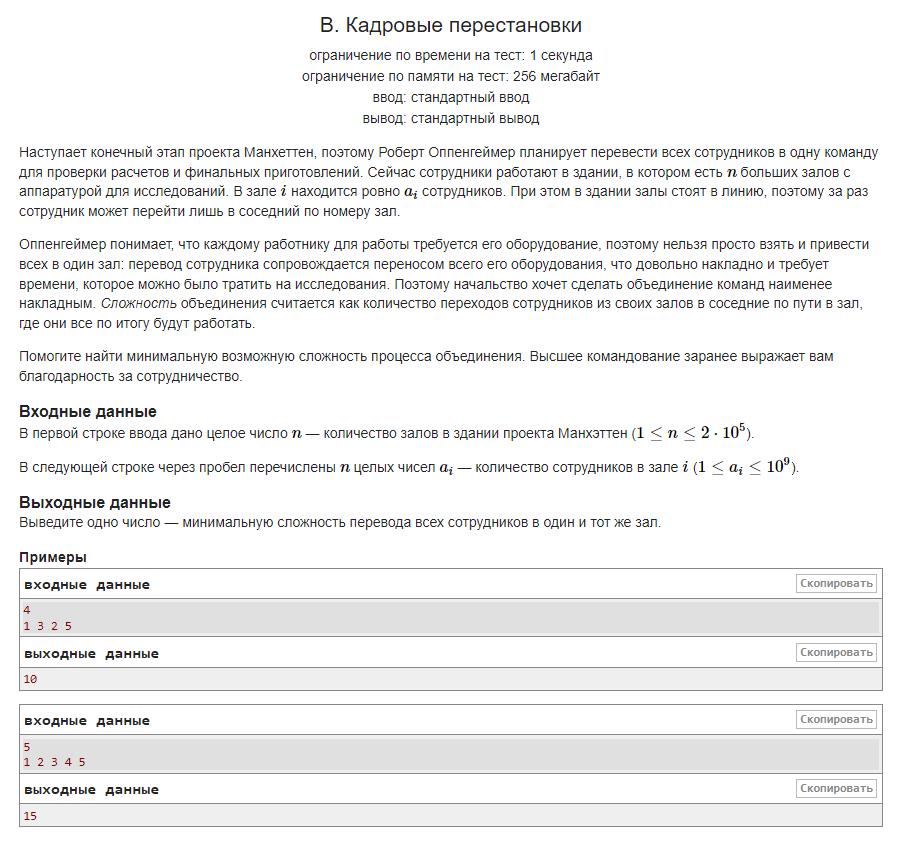 В. Кадровые перестановки
ограничение по времени на тест: 1 секунда
ограничение по памяти на тест: 256 мегабайт
ввод: стандартный ввод
вывод: стандартный вывод
Наступает конечный этап проекта Манхеттен, поэтому Роберт Оппенгеймер планирует перевести всех сотрудников в одну команду
для проверки расчетов и финальных приготовлений. Сейчас сотрудники работают в здании, в котором есть n больших залов с
аппаратурой для исследований. В зале i находится ровно a_i сотрудников. При этом в здании залы стоят в линию, поэтому за раз
сотрудник может перейти лишь в соседний по номеру зал.
Оппенгеймер понимает, что каждому работнику для работы требуется его оборудование, поэтому нельзя просто взять и привести
всех в один зал: перевод сотрудника сопровождается переносом всего его оборудования, что довольно накладно и требует
времени, которое можно было тратить на исследования. Поэтому начальство хочет сделать объединение команд наименее
накладным. Сложность объединения считается как количество переходов сотрудников из своих залов в соседние по пути в зал,
где они все по итогу будут работать.
Помогите найти минимальную возможную сложность процесса объединения. Высшее командование заранее выражает вам
благодарность за сотрудничество.
Входные данные
В первой строке ввода дано целое число n — количество залов в здании проекта Манхэттен (1 ≤ n ≤ 2 · 10^5).
В следующей строке через пробел перечислены n целых чисел a_i — количество сотрудников в зале i (1 ≤ a_i ≤ 10^9).
Выходные данные
Выведите одно число — минимальную сложность перевода всех сотрудников в один и тот же зал.
Примеры
входные данные
Скопировать
4
1 3 2 5
выходные данные
Скопировать
10
входные данные
Скопировать
5
1 2 3 4 5
выходные данные
Скопировать
15